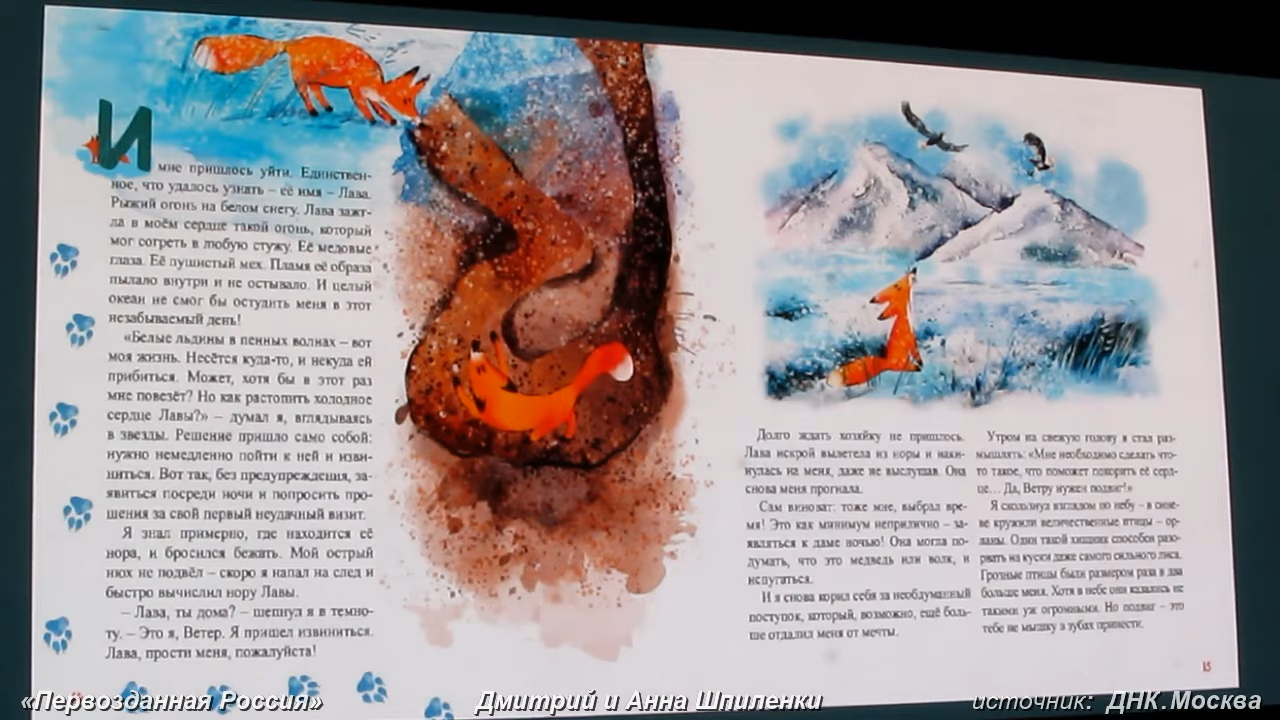 И
мне пришлось уйти. Единствен-
ное, что удалось узнать – её имя – Лава.
Рыжий огонь на белом снегу. Лава зажг-
ла в моём сердце такой огонь, который
мог согреть в любую стужу. Её медовые
глаза. Её пушистый мех. Пламя её образа
пылало внутри и не остывало. И целый
океан не смог бы остудить меня в этот
незабываемый день!
«Белые льдины в пенных волнах – вот
моя жизнь. Несётся куда-то, и некуда ей
прибиться. Может, хотя бы в этот раз
мне повезёт? Но как растопить холодное
сердце Лавы?» – думал я, вглядываясь
в звезды. Решение пришло само собой:
нужно немедленно пойти к ней и изви-
ниться. Вот так, без предупреждения, за-
явиться посреди ночи и попросить про-
щения за свой первый неудачный визит.
Я знал примерно, где находится её
нора, и бросился бежать. Мой острый
нюх не подвёл – скоро я напал на след и
быстро вычислил нору Лавы.
– Лава, ты дома? – шепнул я в темно-
ту. – Это я, Ветер. Я пришел извиниться.
Лава, прости меня, пожалуйста!
Долго ждать хозяйку не пришлось.
Лава искрой вылетела из норы и наки-
нулась на меня, даже не выслушав. Она
снова меня прогнала.
Сам виноват: тоже мне, выбрал вре-
мя! Это как минимум неприлично – за-
являться к даме ночью! Она могла по-
думать, что это медведь или волк, и
испугаться.
И я снова корил себя за необдуманный
поступок, который, возможно, ещё боль-
ше отдалил меня от мечты.
Утром на свежую голову я стал раз-
мышлять: «Мне необходимо сделать что-
то такое, что поможет покорить её серд-
це... Да, Ветру нужен подвиг!»
Я скользнул взглядом по небу – в сине-
ве кружили величественные птицы – ор-
ланы. Один такой хищник способен разо-
рвать на куски даже самого сильного лиса.
Грозные птицы были размером раза в два
больше меня. Хотя в небе они казались не
такими уж огромными. Но подвиг – это
тебе не мышку в зубах принести.
15
«Первозданная Россия»
Дмитрий и Анна Шпиленки
источник: ДНК.Москва